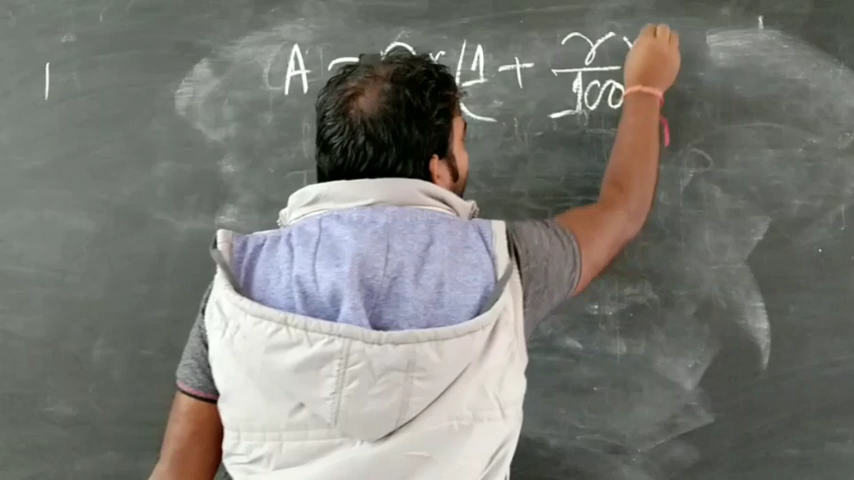 A = (1 + r/100